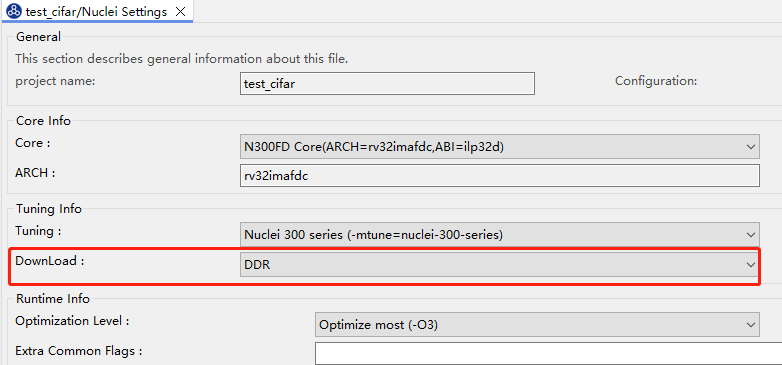 test_cifar/Nuclei Settings
General
This section describes general information about this file.
project name: test_cifar Configuration:
Core Info
Core : N300FD Core(ARCH=rv32imafdc,ABI=ilp32d)
ARCH : rv32imafdc
Tuning Info
Tuning : Nuclei 300 series (-mtune=nuclei-300-series)
DownLoad : DDR
Runtime Info
Optimization Level : Optimize most (-O3)
Extra Common Flags :